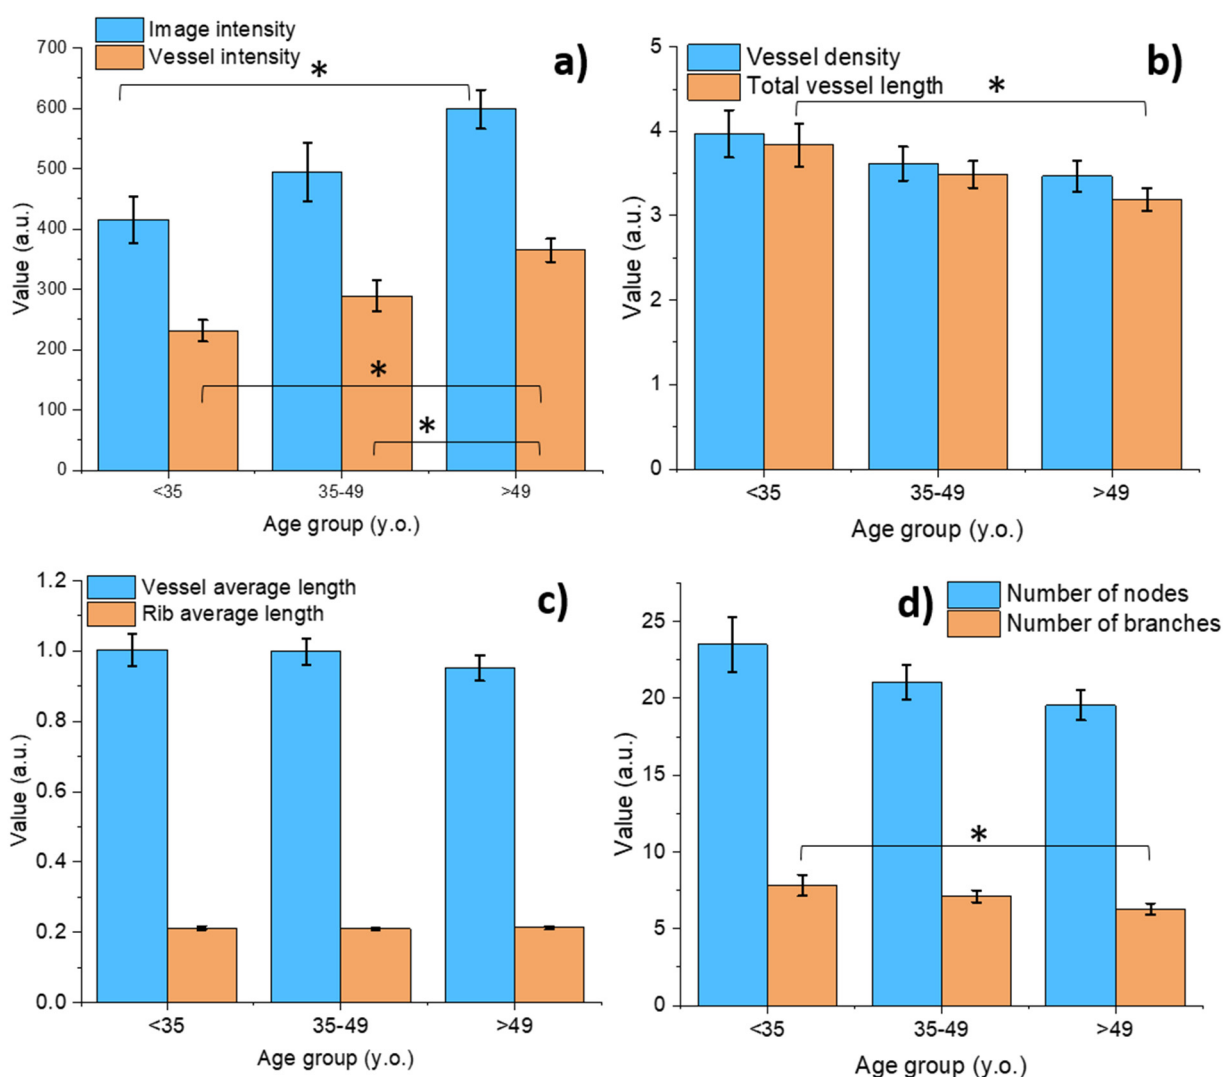 Image intensity
Vessel intensity
a)
*
*
*
700
600
500
400
300
200
100
0
Value (a.u.)
<35
35-49
>49
Age group (y.o.)
Vessel density
Total vessel length
b)
*
5
4
3
2
1
0
Value (a.u.)
<35
35-49
>49
Age group (y.o.)
Vessel average length
Rib average length
c)
1.2
1.0
0.8
0.6
0.4
0.2
0.0
Value (a.u.)
<35
35-49
>49
Age group (y.o.)
Number of nodes
Number of branches
d)
*
25
20
15
10
5
0
Value (a.u.)
<35
35-49
>49
Age group (y.o.)